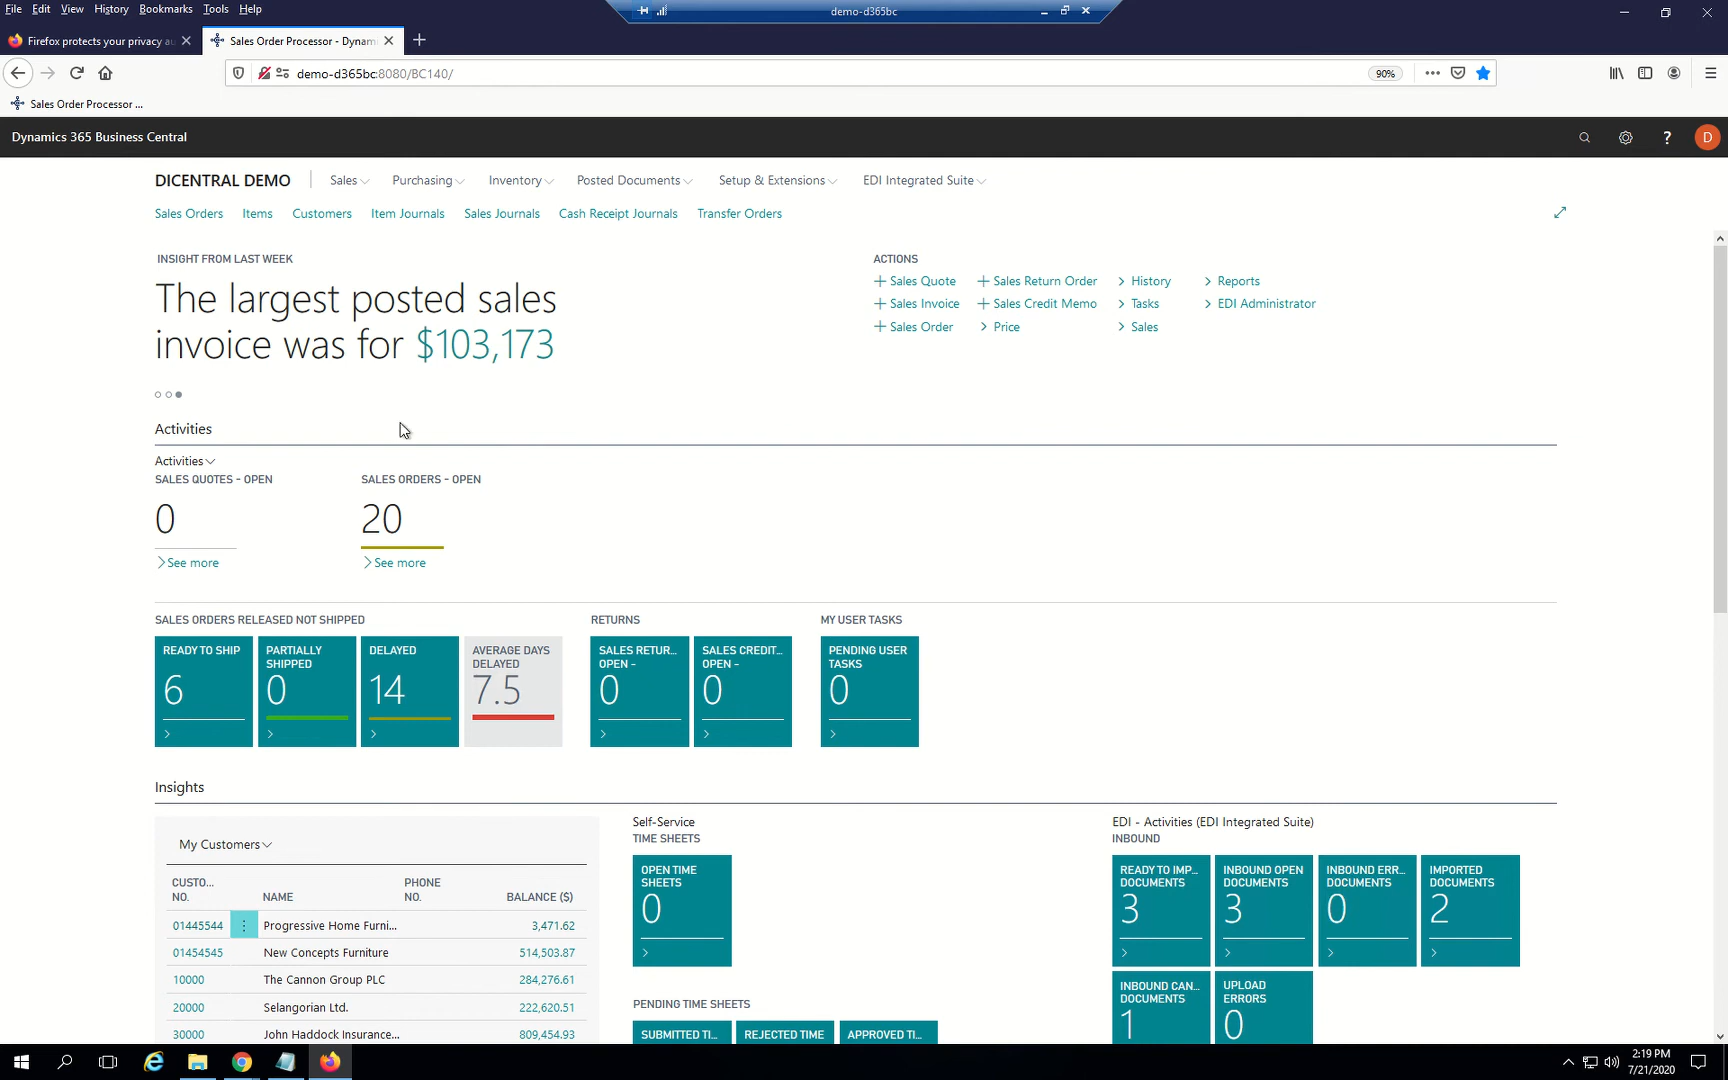 File Edit View History Bookmarks Tools Help
demo-d365bc
Firefox protects your privacy au
Sales Order Processor - Dynami
demo-d365bc:8080/BC140/
90%
Sales Order Processor ...
Dynamics 365 Business Central
?
D
DICENTRAL DEMO
Sales
Purchasing
Inventory
Posted Documents
Setup & Extensions
EDI Integrated Suite
Sales Orders
Items
Customers
Item Journals
Sales Journals
Cash Receipt Journals
Transfer Orders
INSIGHT FROM LAST WEEK
The largest posted sales
invoice was for $103,173
ACTIONS
+ Sales Quote
+ Sales Return Order
> History
> Reports
+ Sales Invoice
+ Sales Credit Memo
> Tasks
> EDI Administrator
+ Sales Order
> Price
> Sales
Activities
Activities
SALES QUOTES - OPEN
SALES ORDERS - OPEN
0
20
>See more
>See more
SALES ORDERS RELEASED NOT SHIPPED
RETURNS
MY USER TASKS
READY TO SHIP
6
PARTIALLY
SHIPPED
0
DELAYED
14
AVERAGE DAYS
DELAYED
7.5
SALES RETUR...
OPEN -
0
SALES CREDIT...
OPEN -
0
PENDING USER
TASKS
0
Insights
My Customers
CUSTO...
NO.
NAME
PHONE
NO.
BALANCE ($)
01445544 Progressive Home Furni... 3,471.62
01454545 New Concepts Furniture 514,503.87
10000 The Cannon Group PLC 284,276.61
20000 Selangorian Ltd. 222,620.51
30000 John Haddock Insurance... 809,454.93
Self-Service
TIME SHEETS
OPEN TIME
SHEETS
0
PENDING TIME SHEETS
SUBMITTED TI...
REJECTED TIME
APPROVED TI...
EDI - Activities (EDI Integrated Suite)
INBOUND
READY TO IMP...
DOCUMENTS
3
INBOUND OPEN
DOCUMENTS
3
INBOUND ERR...
DOCUMENTS
0
IMPORTED
DOCUMENTS
2
INBOUND CAN...
DOCUMENTS
1
UPLOAD
ERRORS
0
2:19 PM
7/21/2020